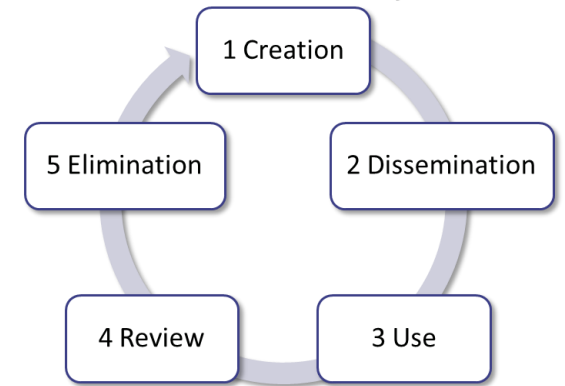 1 Creation
2 Dissemination
3 Use
4 Review
5 Elimination